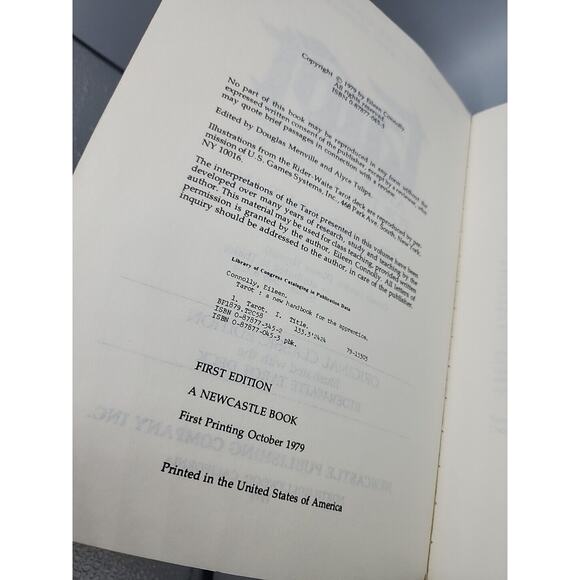 Copyright © 1979 by Eileen Connolly
All rights reserved
ISBN 0-87877-045-3
No part of this book may be reproduced in any form without the
expressed written consent of the publisher, except by a reviewer, who
may quote brief passages in connection with a review.
Edited by Douglas Menville and Alyra Tulips.
Illustrations from the Rider-Waite Tarot deck are reproduced by per-
mission of U.S. Games Systems, Inc., 468 Park Ave. South, New York,
NY 10016.
The interpretations of the Tarot presented in this volume have been
developed over many years of research, study and teaching by the
author. This material may be used for class teaching, provided written
permission is granted by the author, Eileen Connolly. All letters of
inquiry should be addressed to the author, in care of the publisher.
Library of Congress Cataloging in Publication Data
Connolly, Eileen.
Tarot : a new handbook for the apprentice.
1. Tarot. I. Title.
BF1879.T2C58 133.3'2424 79-15303
ISBN 0-87877-345-2
ISBN 0-87877-045-3 pbk.
FIRST EDITION
A NEWCASTLE BOOK
First Printing October 1979
Printed in the United States of America